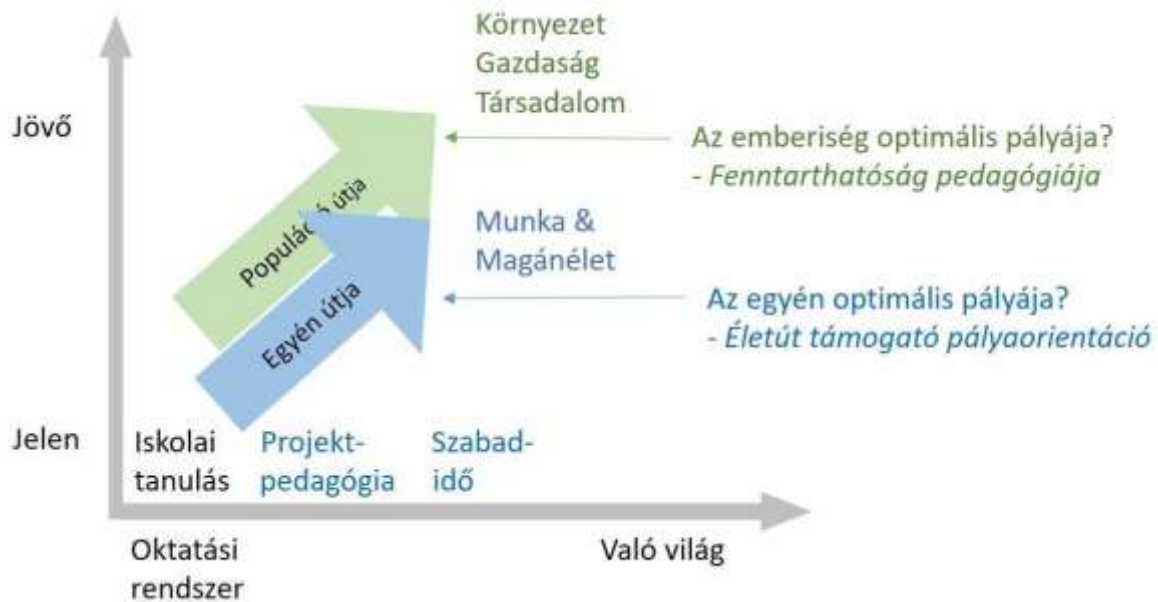 Környezet
Gazdaság
Társadalom
Jövő
Az emberiség optimális pályája?
- Fenntarthatóság pedagógiája
Populáció útja
Munka &
Magánélet
Egyén útja
Az egyén optimális pályája?
- Életút támogató pályaorientáció
Jelen
Iskolai
tanulás
Projekt-
pedagógia
Szabad-
idő
Oktatási
rendszer
Való világ